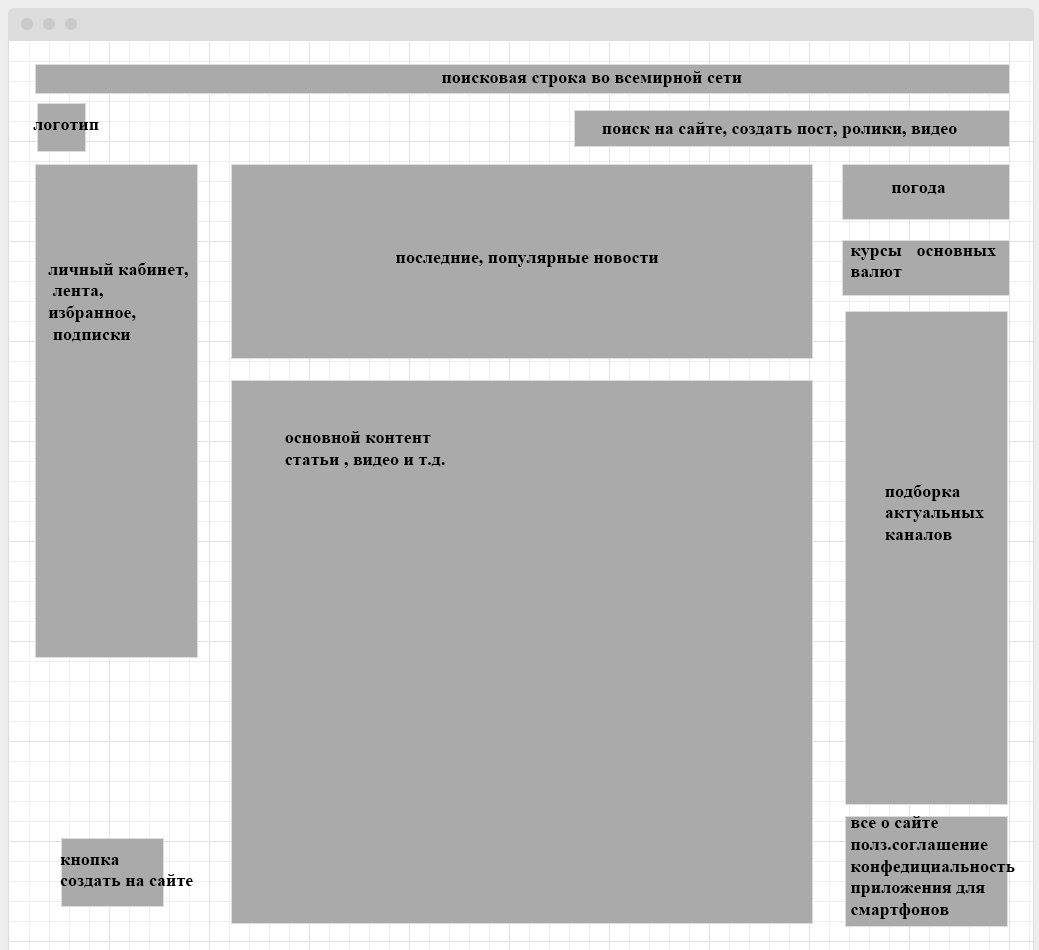 поисковая строка во всемирной сети
логотип
поиск на сайте, создать пост, ролики, видео
личный кабинет,
лента,
избранное,
подписки
последние, популярные новости
погода
курсы основных
валют
основной контент
статьи , видео и т.д.
подборка
актуальных
каналов
кнопка
создать на сайте
все о сайте
полз.соглашение
конфедициальность
приложения для
смартфонов